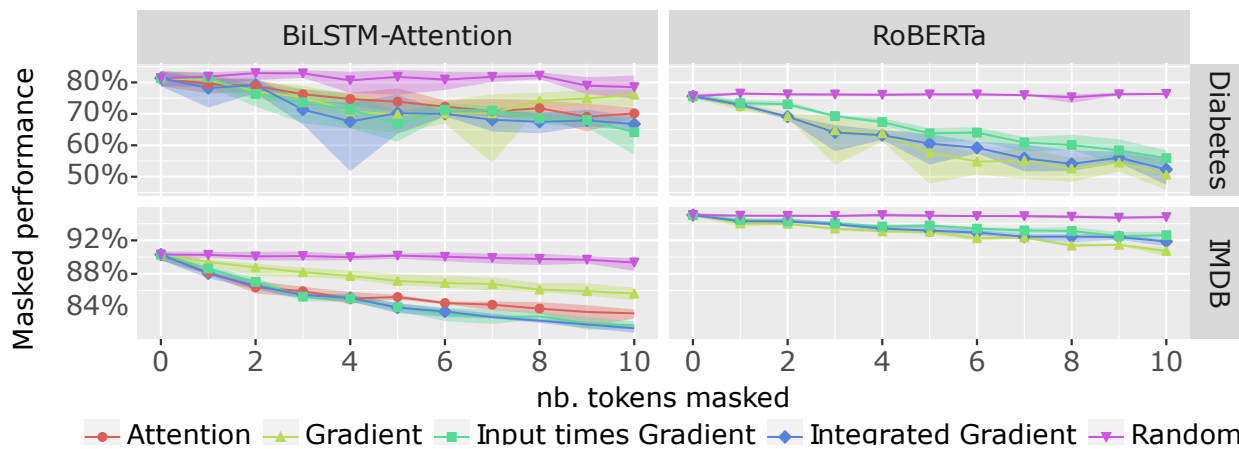 BiLSTM-Attention RoBERTa
80%
70%
60%
50%
Diabetes
92%
88%
84%
IMDB
Masked performance
0 2 4 6 8 10 0 2 4 6 8 10
nb. tokens masked
Attention Gradient Input times Gradient Integrated Gradient Random